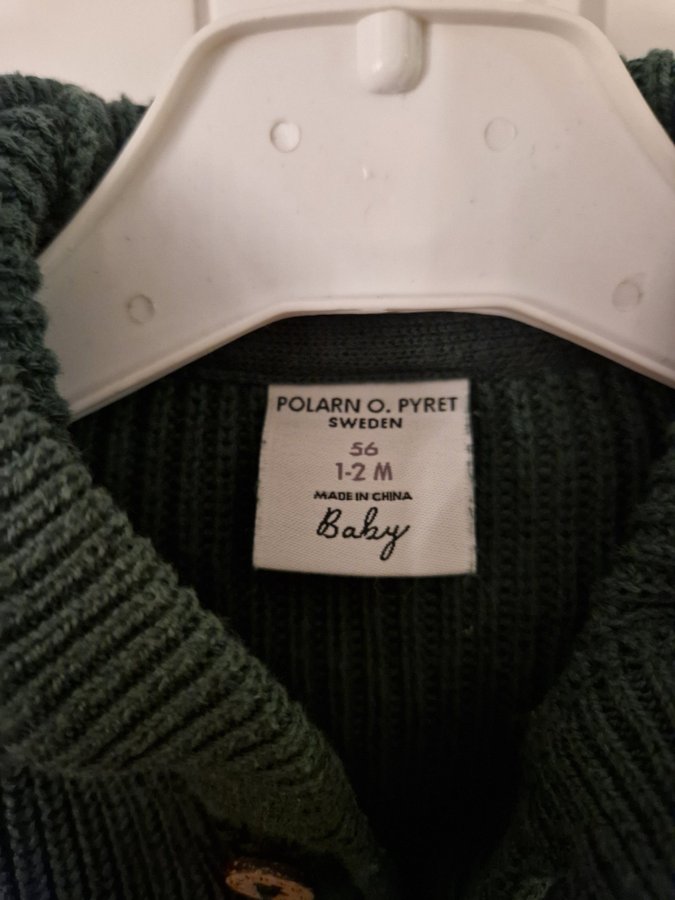 POLARN O. PYRET
SWEDEN
56
1-2 M
MADE IN CHINA
Baby